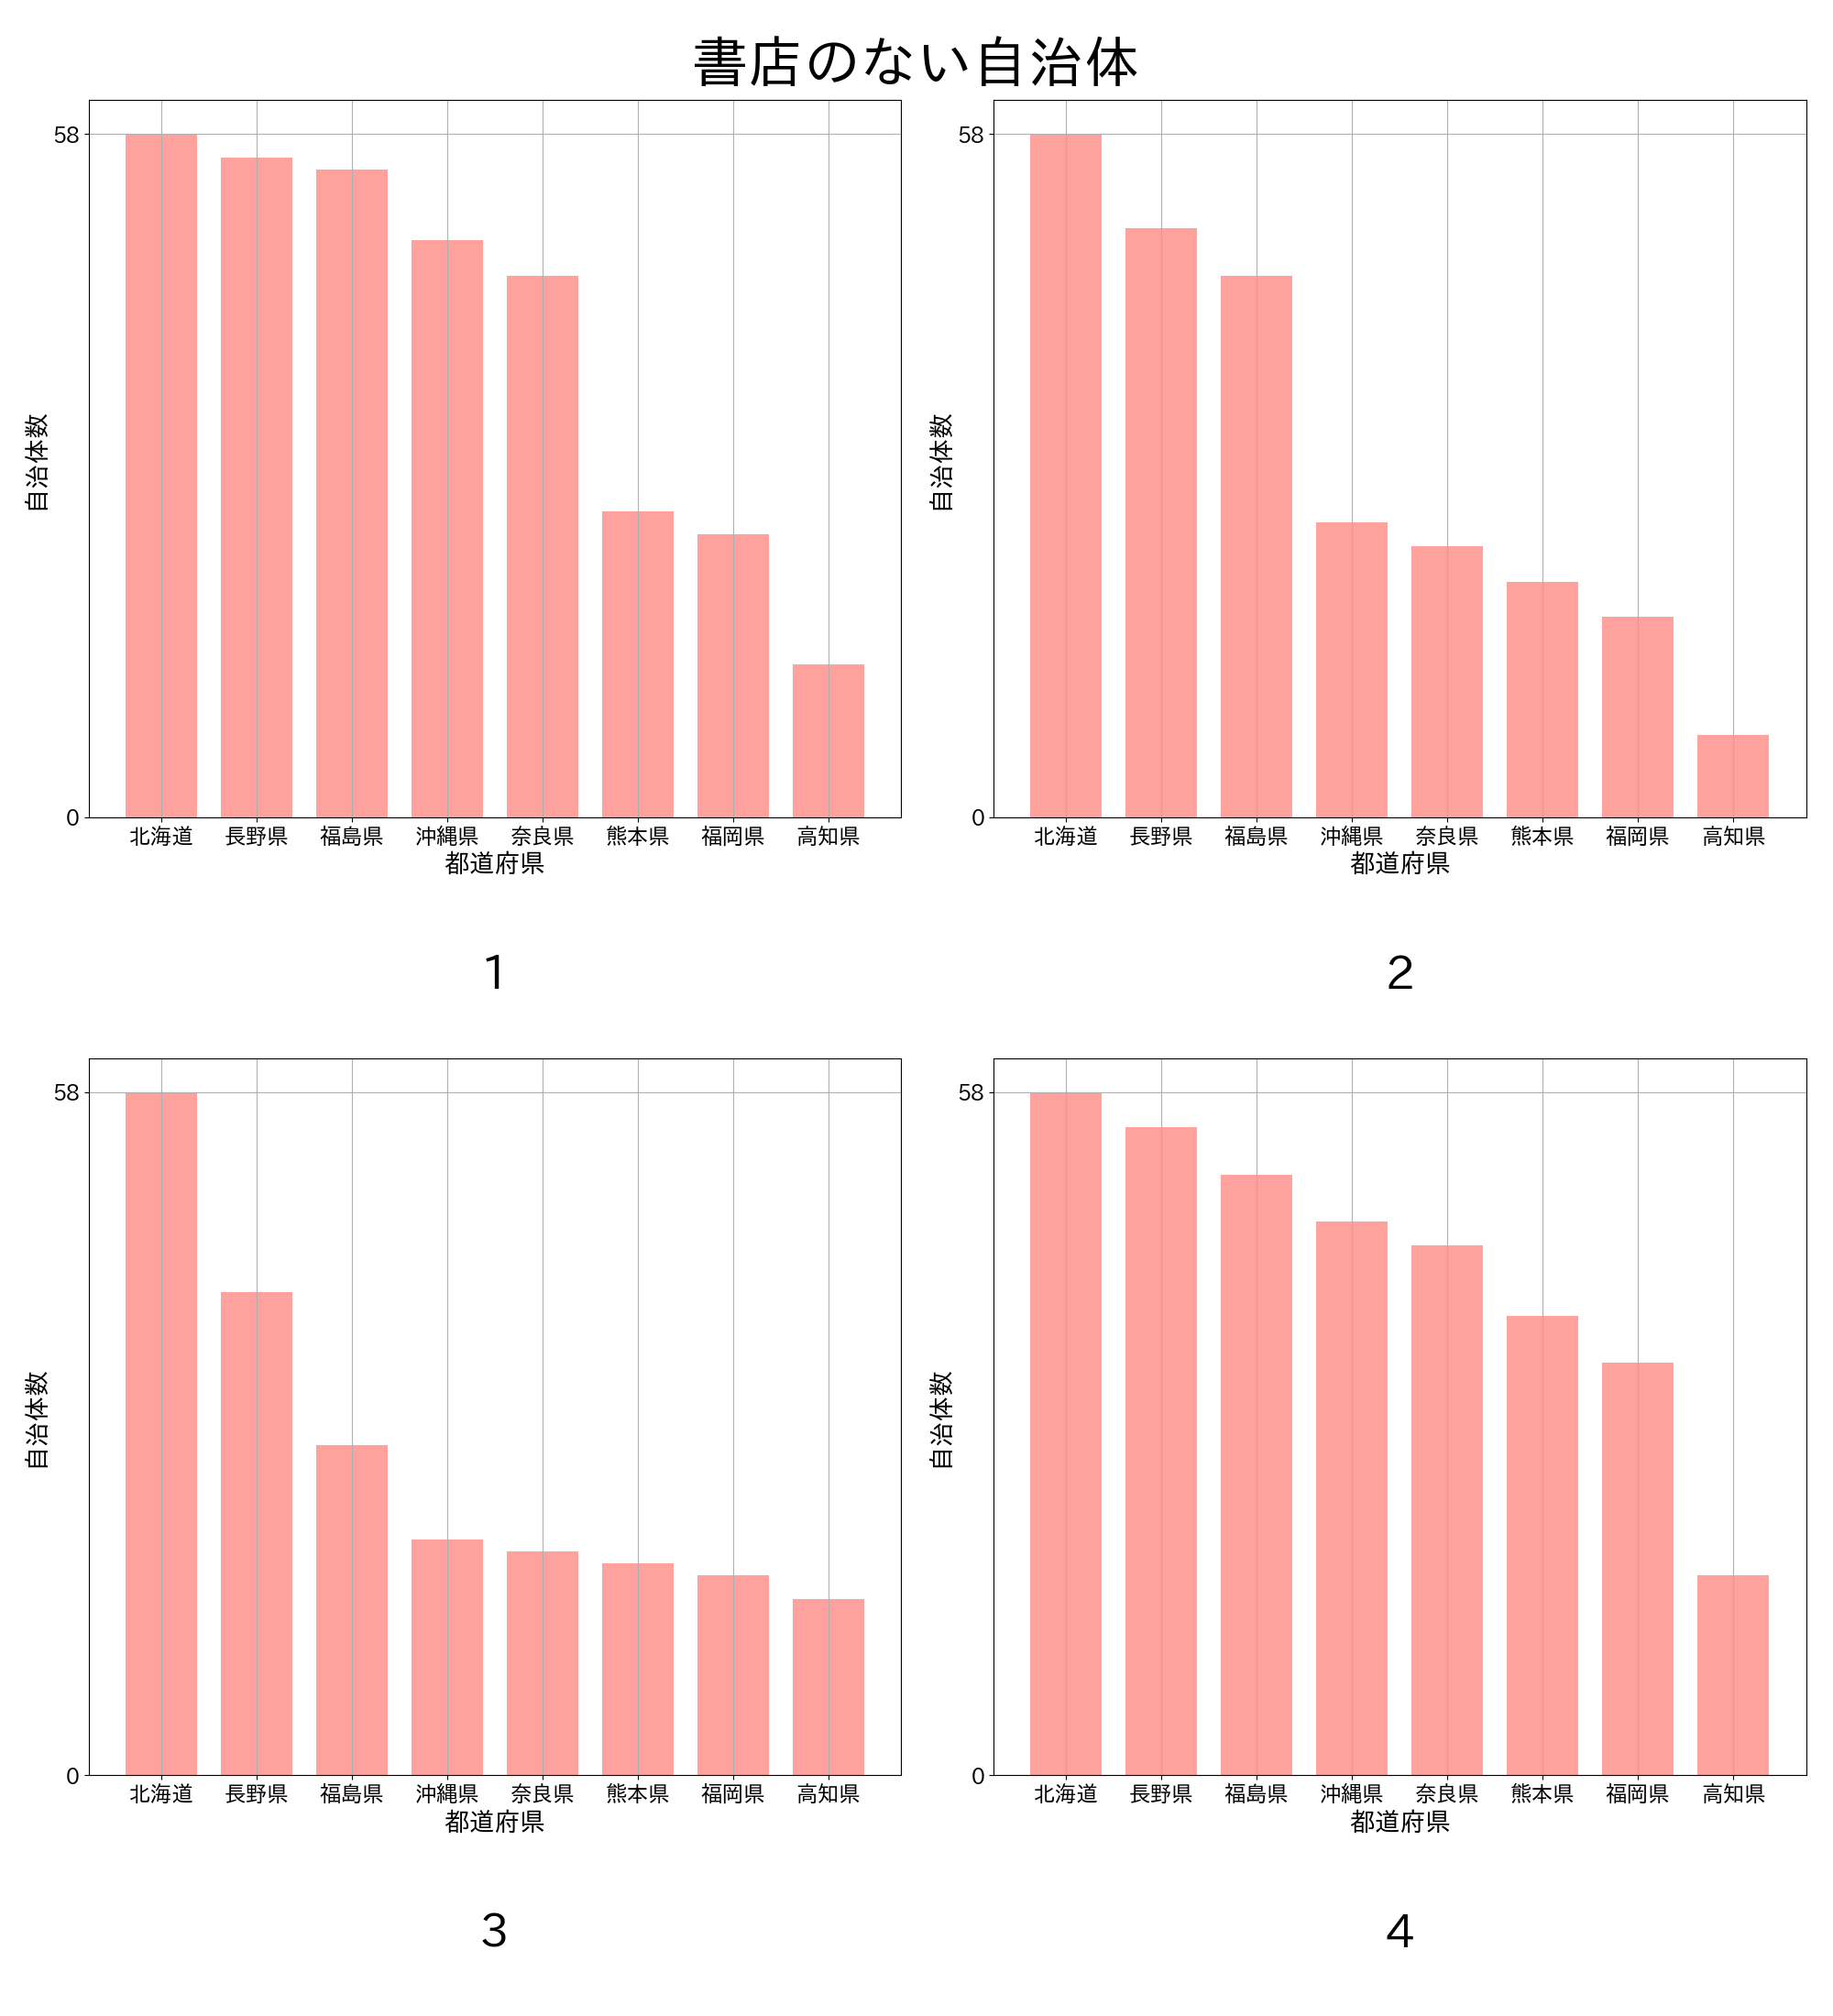 書店のない自治体
58
0
自治体数
北海道 長野県 福島県 沖縄県 奈良県 熊本県 福岡県 高知県
都道府県
1
58
0
自治体数
北海道 長野県 福島県 沖縄県 奈良県 熊本県 福岡県 高知県
都道府県
2
58
0
自治体数
北海道 長野県 福島県 沖縄県 奈良県 熊本県 福岡県 高知県
都道府県
3
58
0
自治体数
北海道 長野県 福島県 沖縄県 奈良県 熊本県 福岡県 高知県
都道府県
4